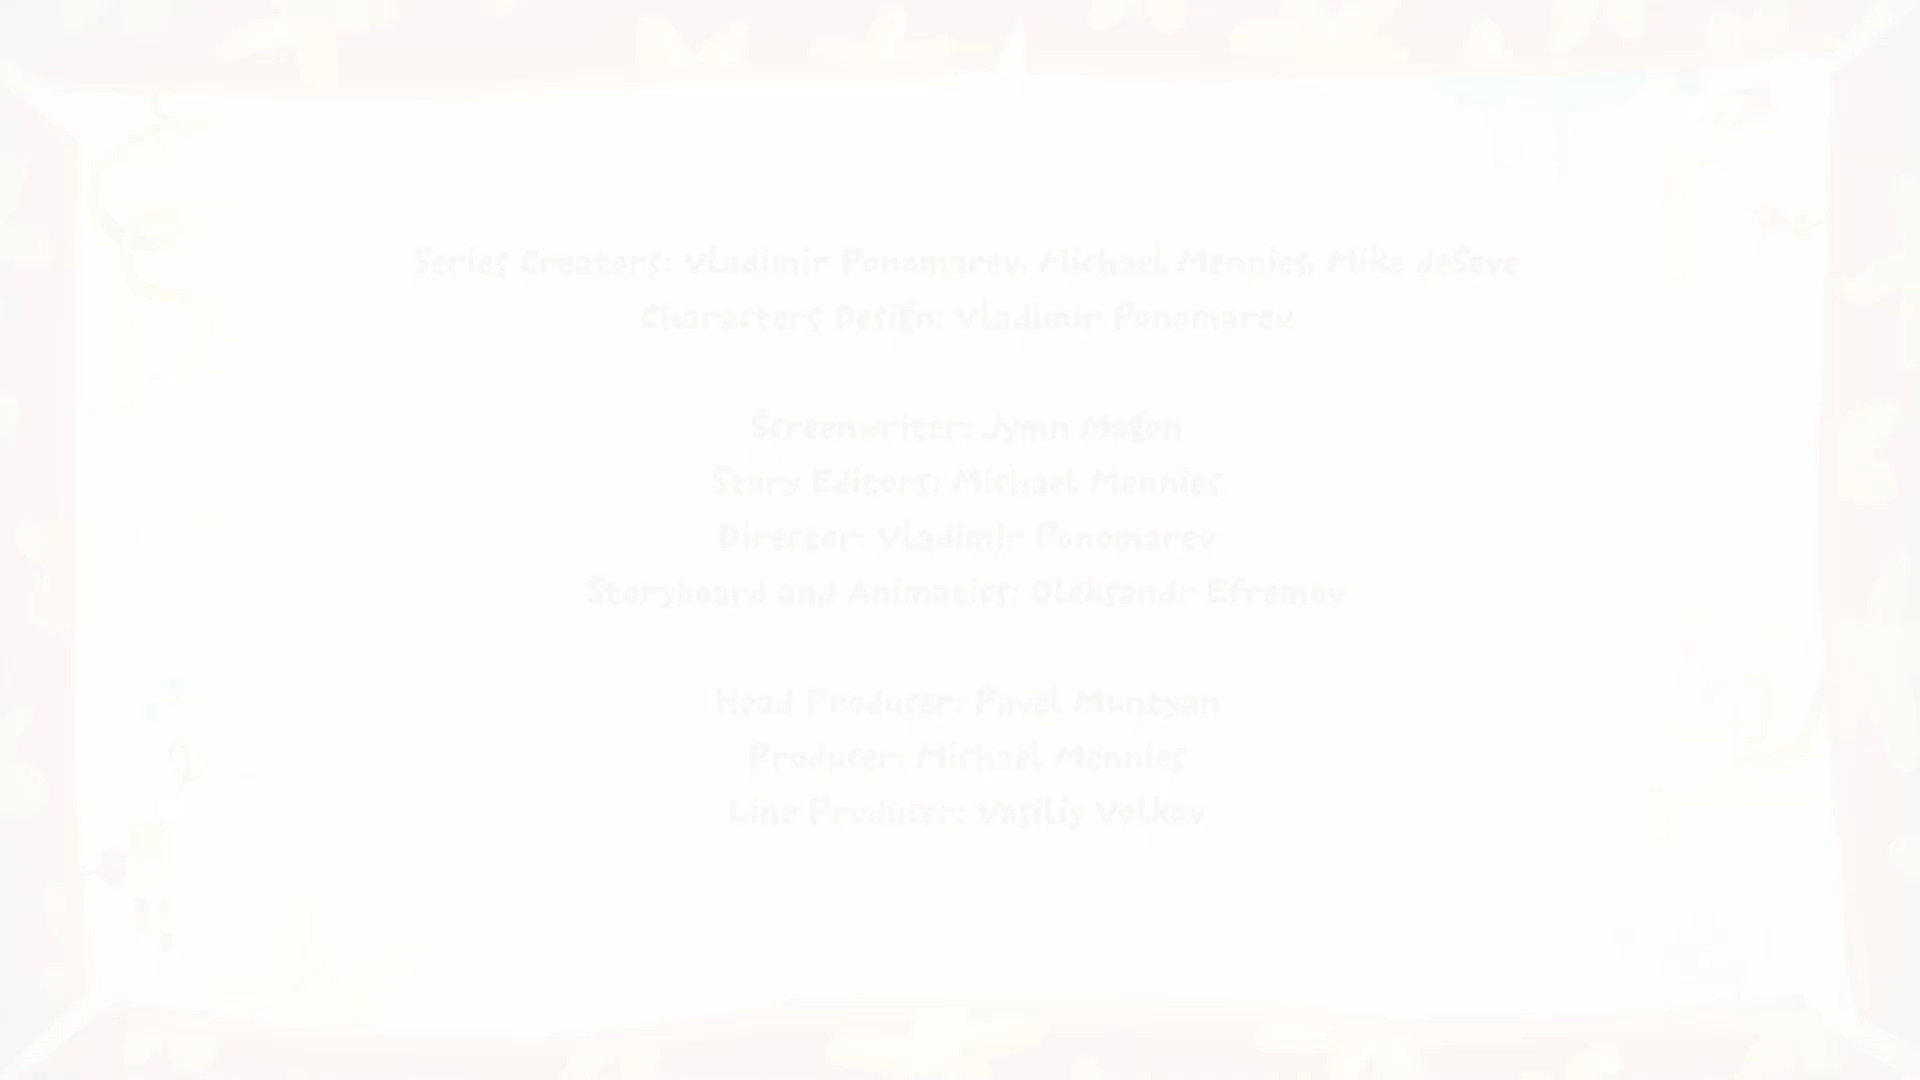 Series Creators: Vladimir Ponomarev, Michael Mennies, Mike deSeve
Characters Design: Vladimir Ponomarev
Screenwriter: Jymn Magon
Story Editors: Michael Mennies
Director: Vladimir Ponomarev
Storyboard and Animatics: Oleksandr Efremov
Head Producer: Pavel Muntyan
Producer: Michael Mennies
Line Producer: Vasiliy Volkov